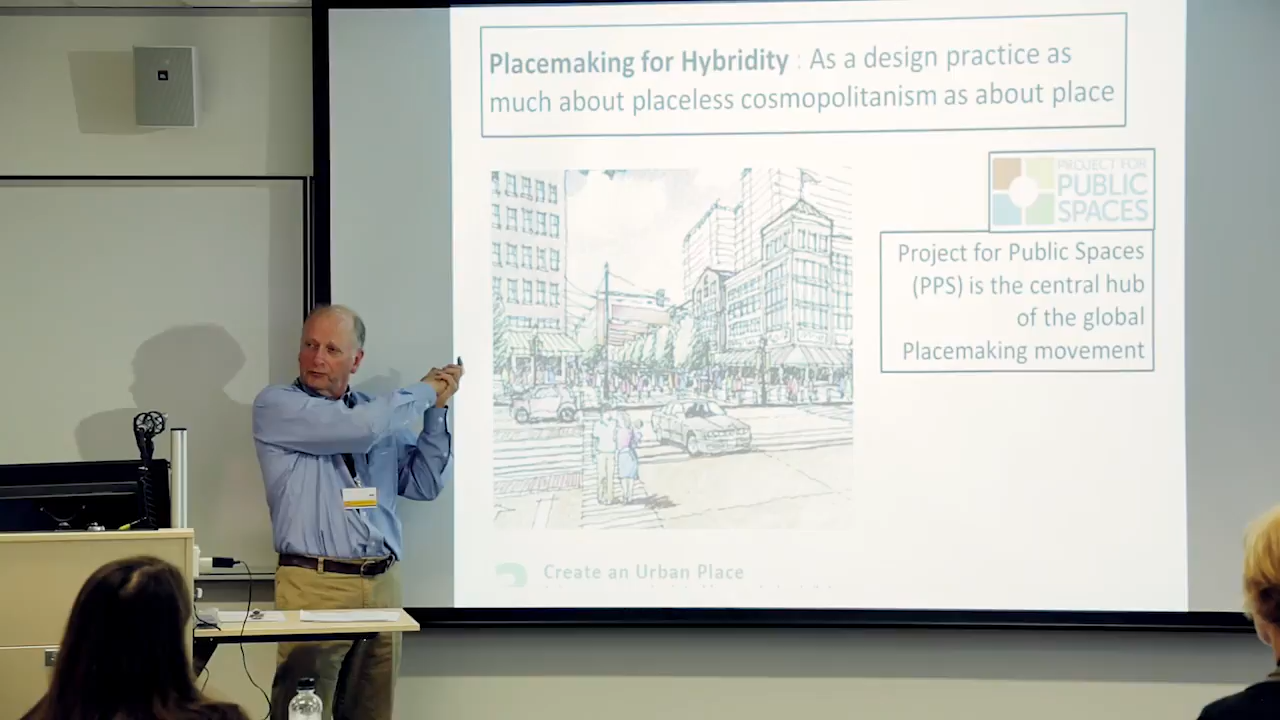 Placemaking for Hybridity : As a design practice as
much about placeless cosmopolitanism as about place
PROJECT FOR
PUBLIC
SPACES
Project for Public Spaces
(PPS) is the central hub
of the global
Placemaking movement
Create an Urban Place
JBL